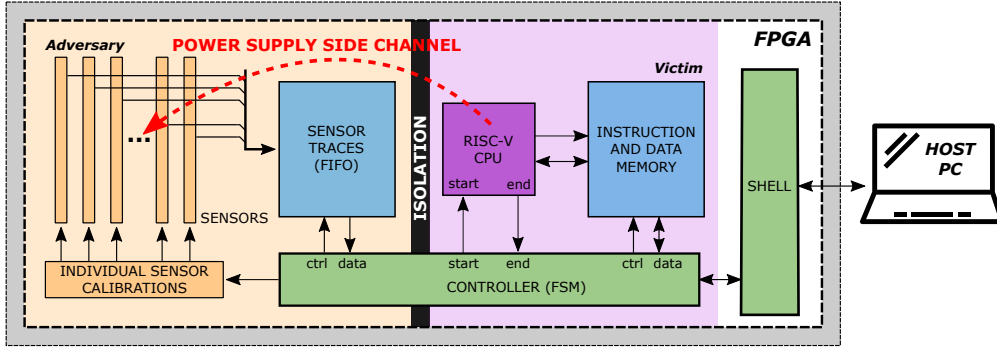 Adversary
POWER SUPPLY SIDE CHANNEL
FPGA
Victim
...
SENSOR
TRACES
(FIFO)
ISOLATION
RISC-V
CPU
start end
INSTRUCTION
AND DATA
MEMORY
SHELL
HOST
PC
SENSORS
ctrl data
start end
ctrl data
INDIVIDUAL SENSOR
CALIBRATIONS
CONTROLLER (FSM)